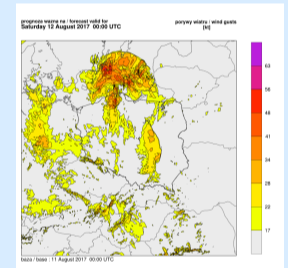 prognoza ważna na / forecast valid for
Saturday 12 August 2017 00:00 UTC
porywy wiatru / wind gusts
[kt]
63
56
48
41
34
28
22
17
baza / base : 11 August 2017 00:00 UTC